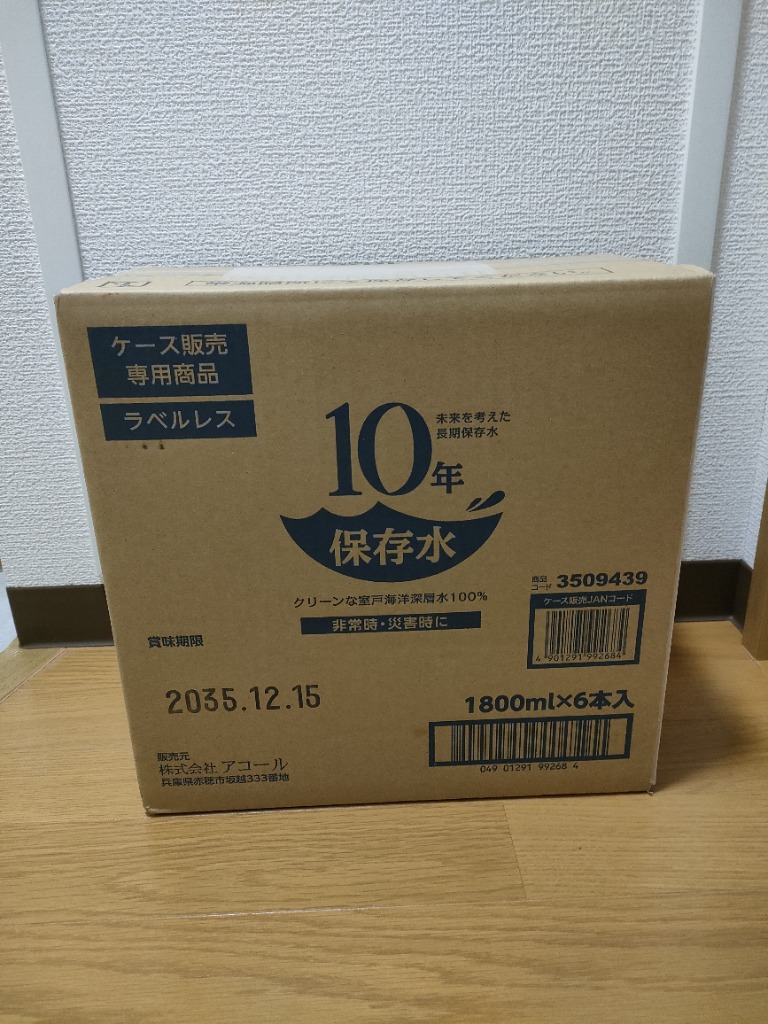 ケース販売
専用商品
ラベルレス
10年
未来を考えた
長期保存水
保存水
クリーンな室戸海洋深層水100%
非常時・災害時に
商品
コード 3509439
ケース販売JANコード
4 901291 992684
賞味期限
2035.12.15
1800ml×6本入
049 01291 99268 4
販売元
株式会社 アコール
兵庫県赤穂市坂越333番地